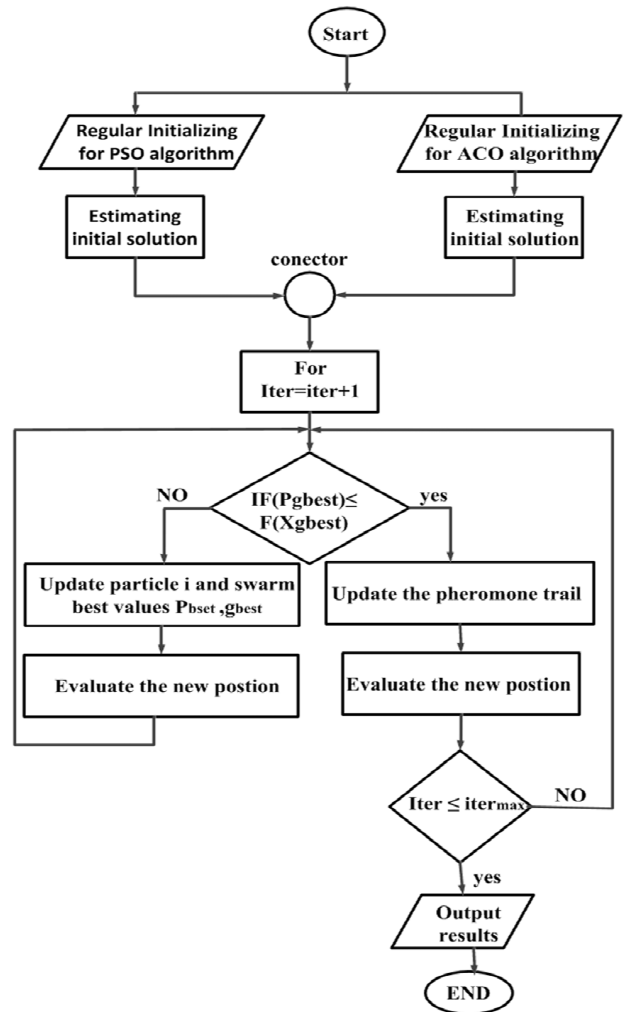 Start
Regular Initializing
for PSO algorithm
Regular Initializing
for ACO algorithm
Estimating
initial solution
Estimating
initial solution
conector
For
Iter=iter+1
NO
IF(Pgbest)≤
F(Xgbest)
yes
Update particle i and swarm
best values Pbset ,gbest
Update the pheromone trail
Evaluate the new postion
Evaluate the new postion
Iter ≤ itermax
NO
yes
Output
results
END